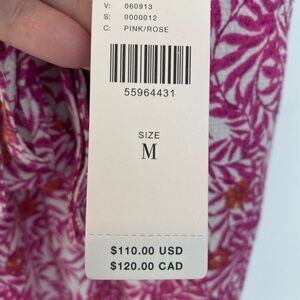 V: 060913
S: 0000012
C: PINK/ROSE
55964431
SIZE
M
$110.00 USD
$120.00 CAD